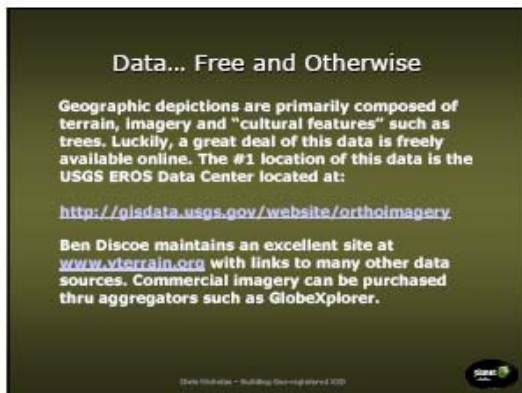 Data... Free and Otherwise
Geographic depictions are primarily composed of
terrain, imagery and “cultural features” such as
trees. Luckily, a great deal of this data is freely
available online. The #1 location of this data is the
USGS EROS Data Center located at:
http://gisdata.usgs.gov/website/orthoimagery
Ben Discoe maintains an excellent site at
www.vterrain.org with links to many other data
sources. Commercial imagery can be purchased
thru aggregators such as GlobeXplorer.